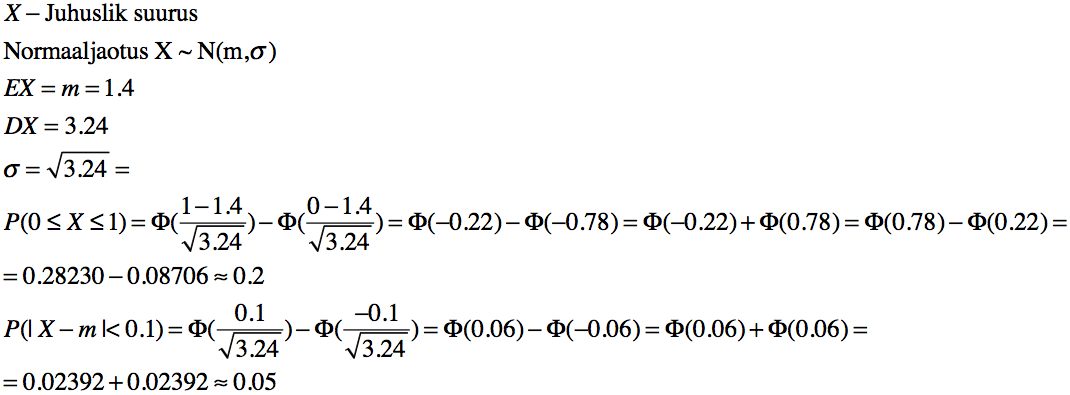 X – Juhuslik suurus
Normaaljaotus X ~ N(m,σ)
EX = m = 1.4
DX = 3.24
σ = √3.24 =
P(0 ≤ X ≤ 1) = Φ((1−1.4)/√3.24) − Φ((0−1.4)/√3.24) = Φ(−0.22) − Φ(−0.78) = Φ(−0.22) + Φ(0.78) = Φ(0.78) − Φ(0.22) =
= 0.28230 − 0.08706 ≈ 0.2
P(| X − m |< 0.1) = Φ(0.1/√3.24) − Φ(−0.1/√3.24) = Φ(0.06) − Φ(−0.06) = Φ(0.06) + Φ(0.06) =
= 0.02392 + 0.02392 ≈ 0.05